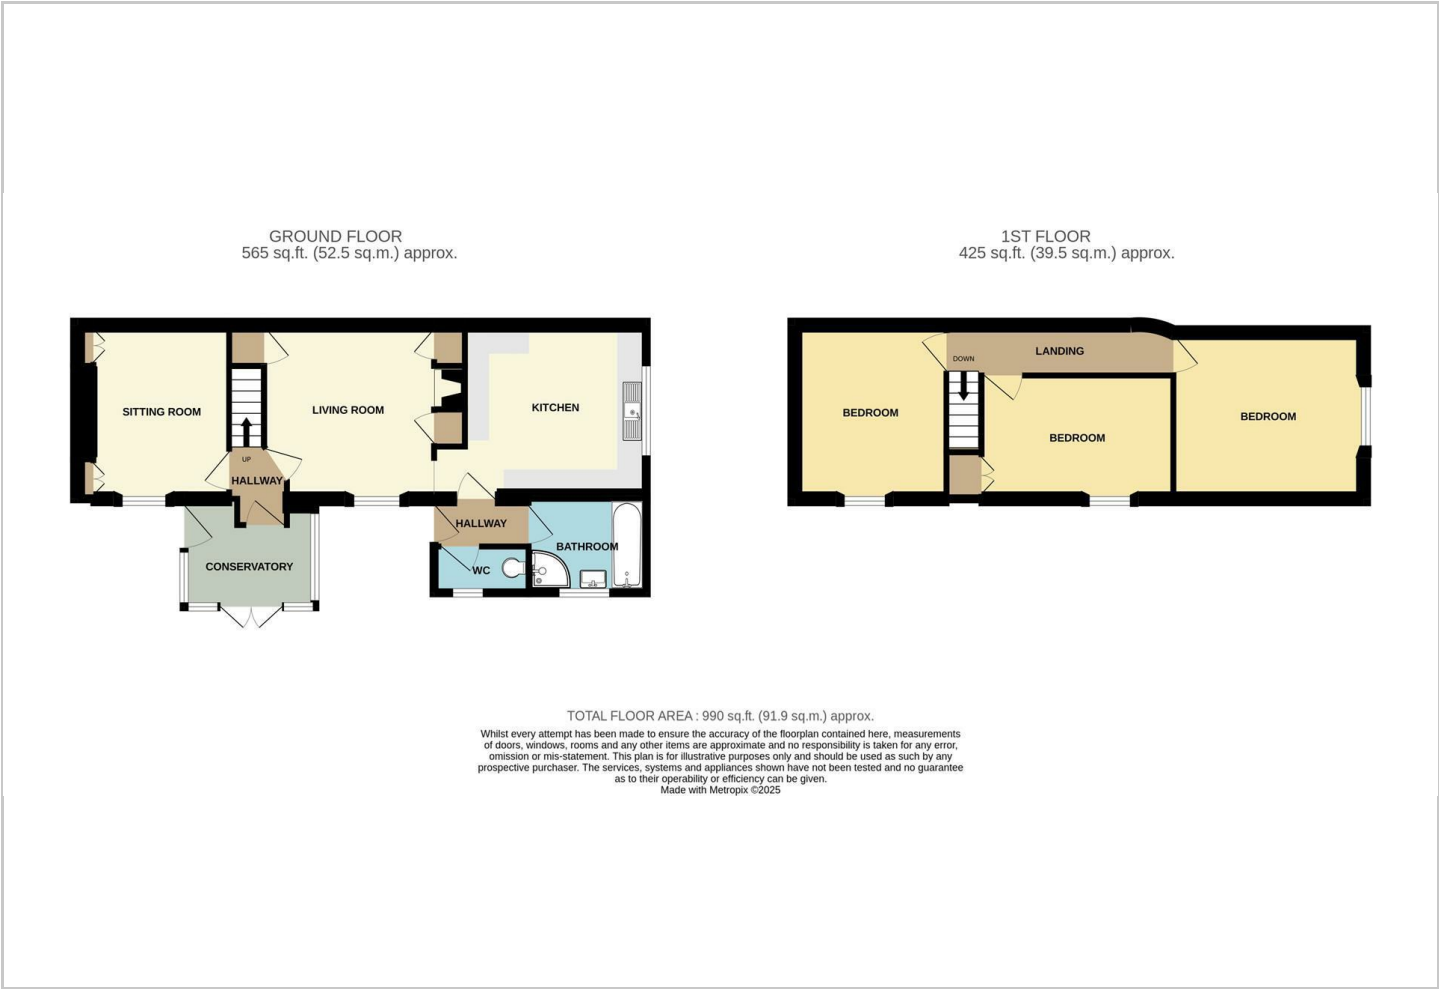 GROUND FLOOR
565 sq.ft. (52.5 sq.m.) approx.
SITTING ROOM
LIVING ROOM
KITCHEN
UP
HALLWAY
HALLWAY
BATHROOM
WC
CONSERVATORY
1ST FLOOR
425 sq.ft. (39.5 sq.m.) approx.
LANDING
DOWN
BEDROOM
BEDROOM
BEDROOM
TOTAL FLOOR AREA : 990 sq.ft. (91.9 sq.m.) approx.
Whilst every attempt has been made to ensure the accuracy of the floorplan contained here, measurements
of doors, windows, rooms and any other items are approximate and no responsibility is taken for any error,
omission or mis-statement. This plan is for illustrative purposes only and should be used as such by any
prospective purchaser. The services, systems and appliances shown have not been tested and no guarantee
as to their operability or efficiency can be given.
Made with Metropix ©2025